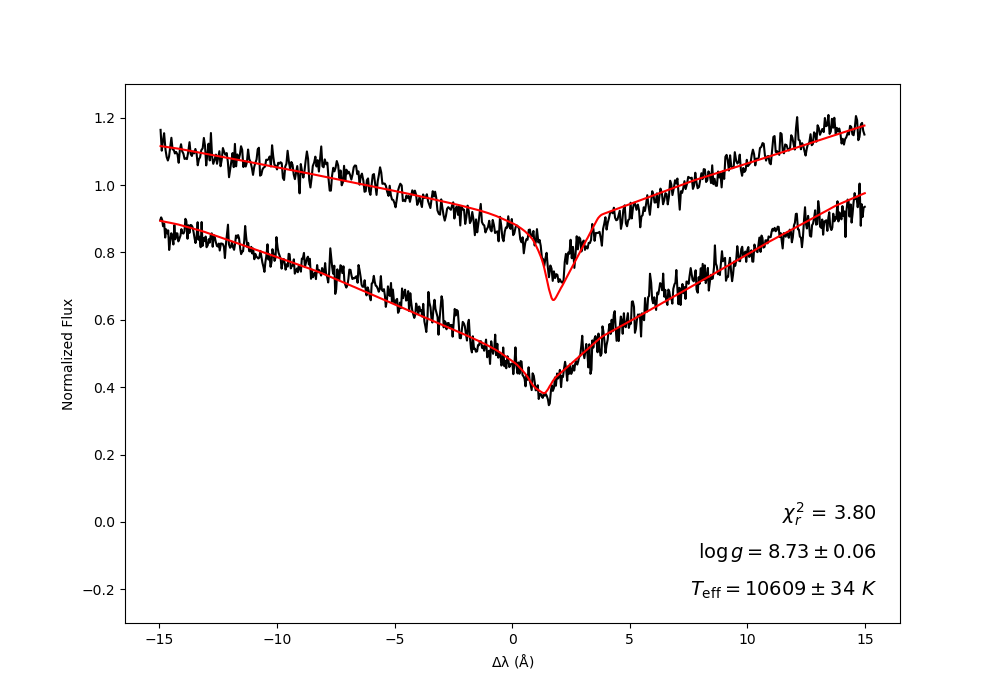 1.2
1.0
0.8
0.6
0.4
0.2
0.0
−0.2
Normalized Flux
χ²ᵣ = 3.80
log g = 8.73 ± 0.06
T_eff = 10609 ± 34 K
−15 −10 −5 0 5 10 15
Δλ (Å)